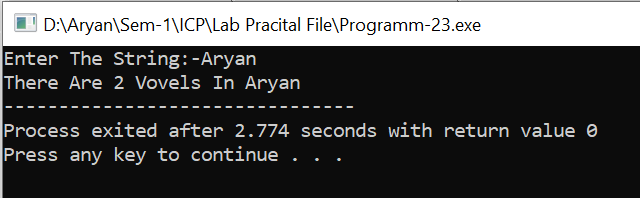 D:\Aryan\Sem-1\ICP\Lab Pracital File\Programm-23.exe
Enter The String:-Aryan
There Are 2 Vovels In Aryan
--------------------------------
Process exited after 2.774 seconds with return value 0
Press any key to continue . . .